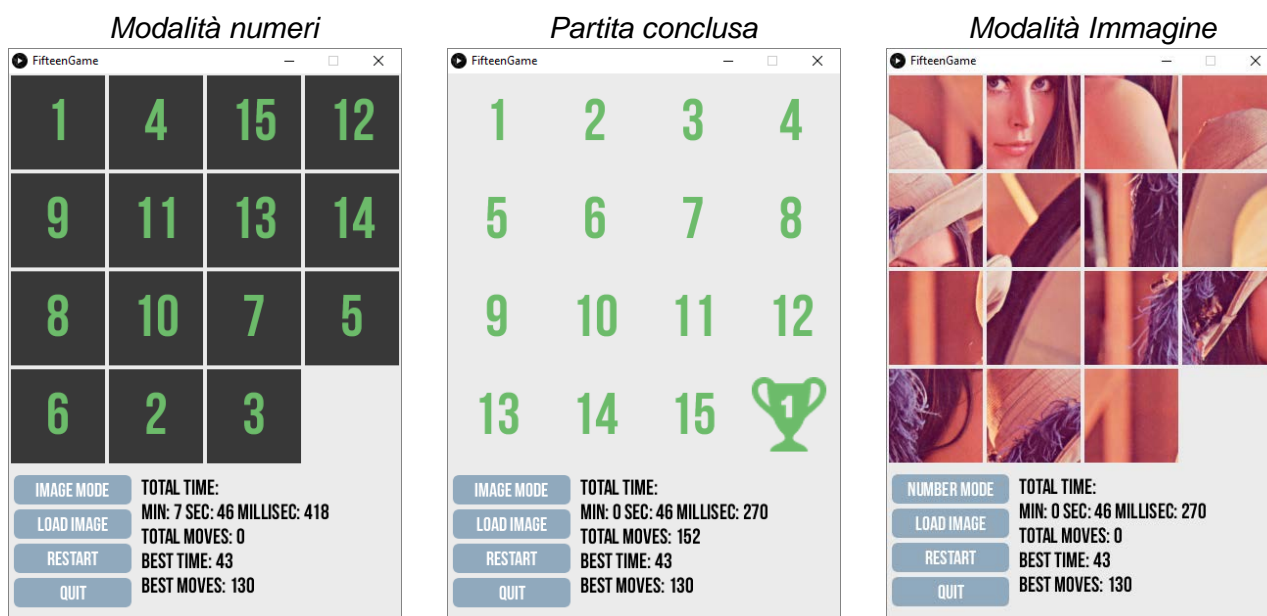 Modalità numeri
FifteenGame
1 4 15 12
9 11 13 14
8 10 7 5
6 2 3
IMAGE MODE
LOAD IMAGE
RESTART
QUIT
TOTAL TIME:
MIN: 7 SEC: 46 MILLISEC: 418
TOTAL MOVES: 0
BEST TIME: 43
BEST MOVES: 130
Partita conclusa
FifteenGame
1 2 3 4
5 6 7 8
9 10 11 12
13 14 15 1
IMAGE MODE
LOAD IMAGE
RESTART
QUIT
TOTAL TIME:
MIN: 0 SEC: 46 MILLISEC: 270
TOTAL MOVES: 152
BEST TIME: 43
BEST MOVES: 130
Modalità Immagine
FifteenGame
NUMBER MODE
LOAD IMAGE
RESTART
QUIT
TOTAL TIME:
MIN: 0 SEC: 46 MILLISEC: 270
TOTAL MOVES: 0
BEST TIME: 43
BEST MOVES: 130